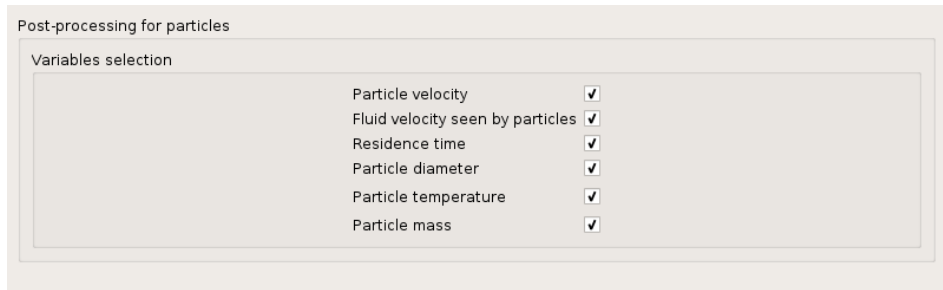 Post-processing for particles
Variables selection
Particle velocity
Fluid velocity seen by particles
Residence time
Particle diameter
Particle temperature
Particle mass